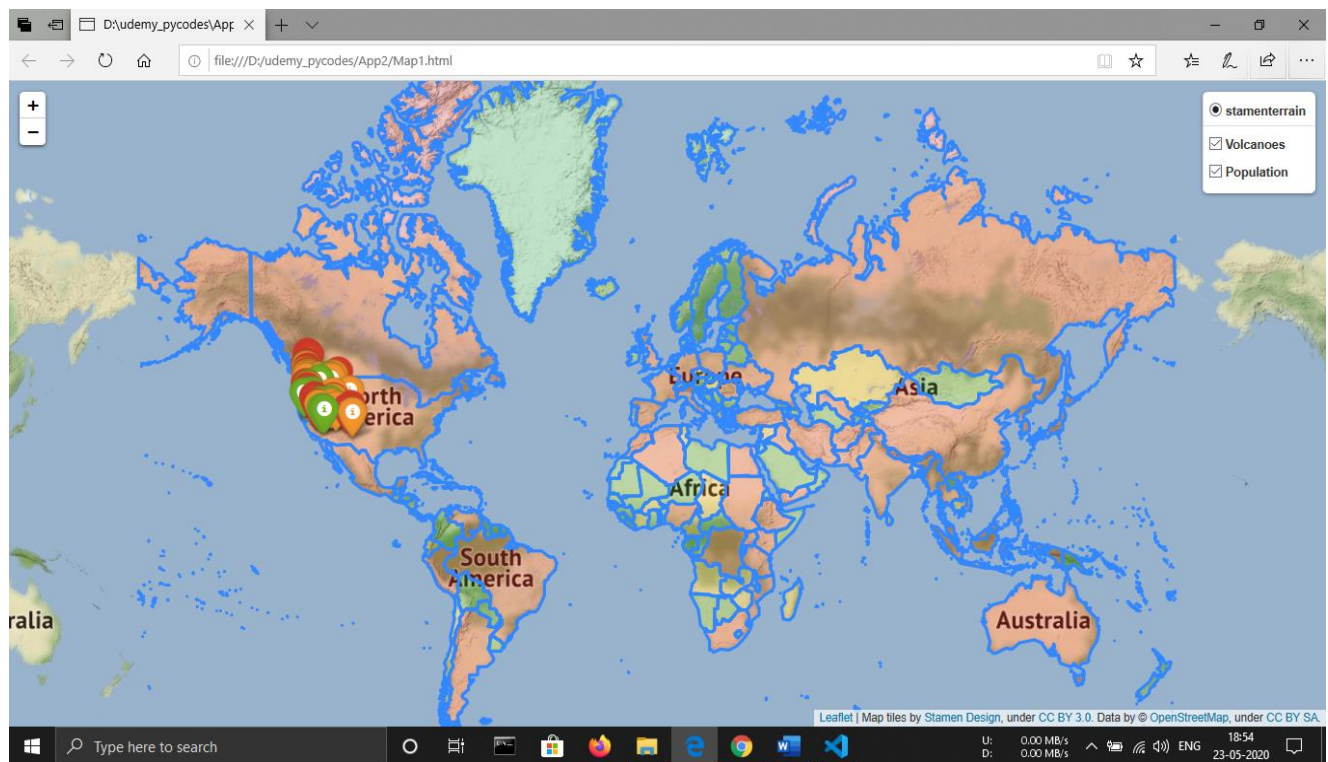 D:\udemy_pycodes\App
file:///D:/udemy_pycodes/App2/Map1.html
+
−
stamenterrain
Volcanoes
Population
Europe
Asia
orth
erica
Africa
South
America
Australia
ralia
Leaflet | Map tiles by Stamen Design, under CC BY 3.0. Data by © OpenStreetMap, under CC BY SA.
Type here to search
U: 0.00 MB/s
D: 0.00 MB/s
ENG
18:54
23-05-2020